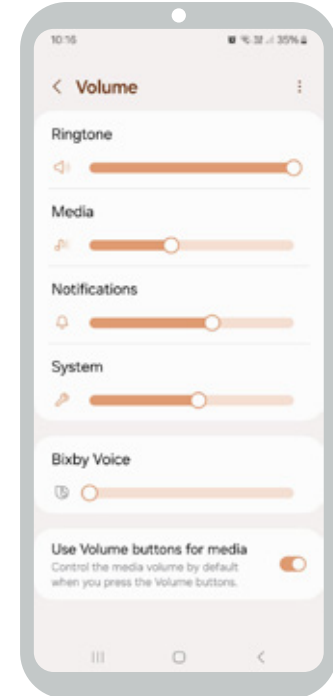 10:16 35%
Volume
Ringtone
Media
Notifications
System
Bixby Voice
Use Volume buttons for media
Control the media volume by default
when you press the Volume buttons.